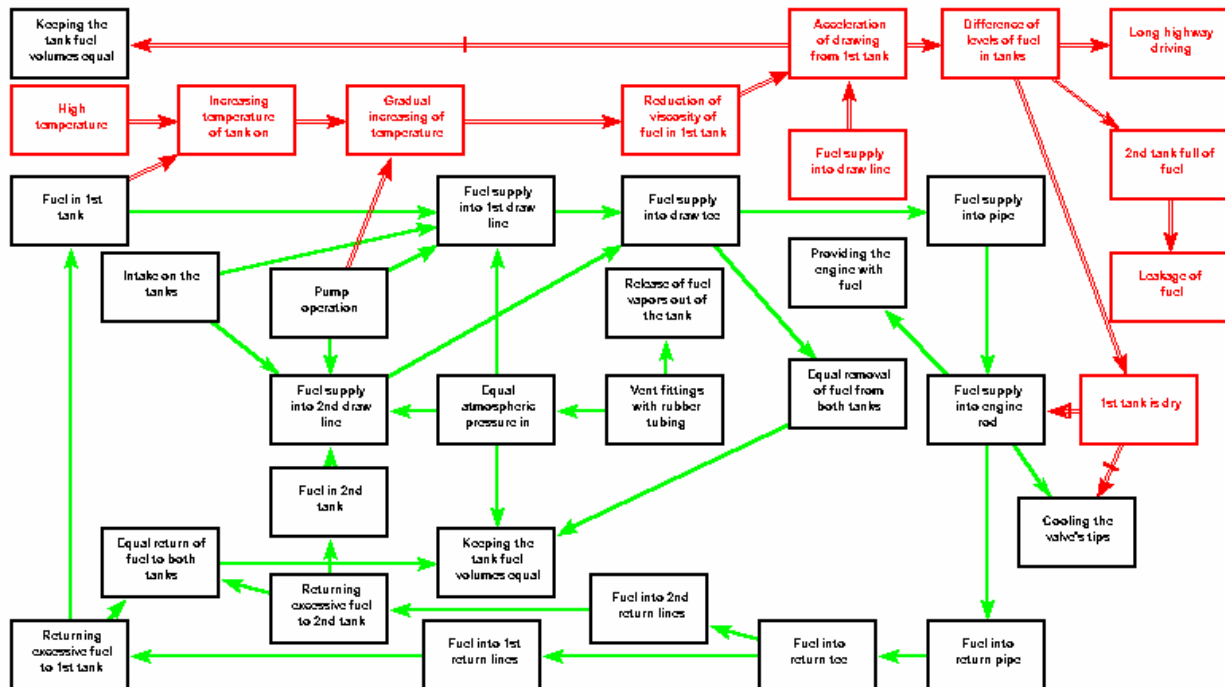 Keeping the
tank fuel
volumes equal
Acceleration
of drawing
from 1st tank
Difference of
levels of fuel
in tanks
Long highway
driving
High
temperature
Increasing
temperature
of tank on
Gradual
increasing of
temperature
Reduction of
viscosity of
fuel in 1st tank
Fuel supply
into draw line
2nd tank full of
fuel
Fuel in 1st
tank
Fuel supply
into 1st draw
line
Fuel supply
into draw tee
Fuel supply
into pipe
Intake on the
tanks
Pump
operation
Release of fuel
vapors out of
the tank
Providing the
engine with
fuel
Leakage of
fuel
Fuel supply
into 2nd draw
line
Equal
atmospheric
pressure in
Vent fittings
with rubber
tubing
Equal removal
of fuel from
both tanks
Fuel supply
into engine
rod
1st tank is dry
Fuel in 2nd
tank
Cooling the
valve's tips
Equal return of
fuel to both
tanks
Keeping the
tank fuel
volumes equal
Returning
excessive fuel
to 2nd tank
Fuel into 2nd
return lines
Returning
excessive fuel
to 1st tank
Fuel into 1st
return lines
Fuel into
return tee
Fuel into
return pipe